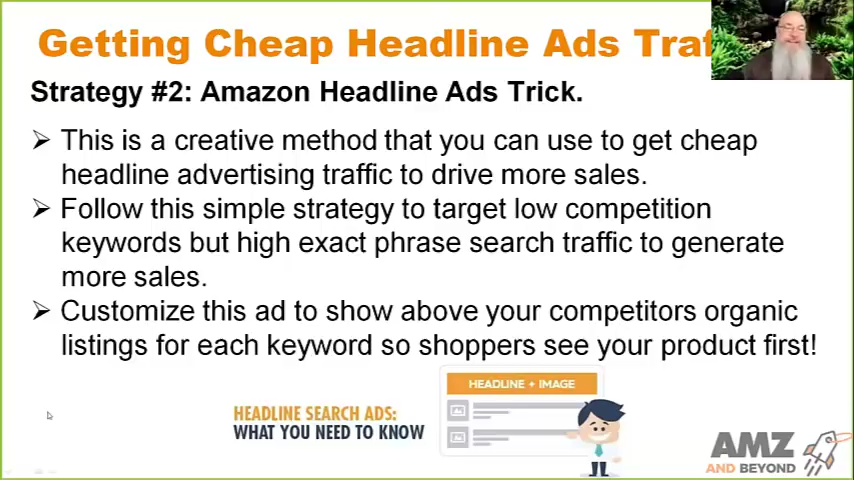 Getting Cheap Headline Ads
Strategy #2: Amazon Headline Ads Trick.
This is a creative method that you can use to get cheap
headline advertising traffic to drive more sales.
Follow this simple strategy to target low competition
keywords but high exact phrase search traffic to generate
more sales.
Customize this ad to show above your competitors organic
listings for each keyword so shoppers see your product first!
HEADLINE + IMAGE
HEADLINE SEARCH ADS:
WHAT YOU NEED TO KNOW
AMZ
AND BEYOND